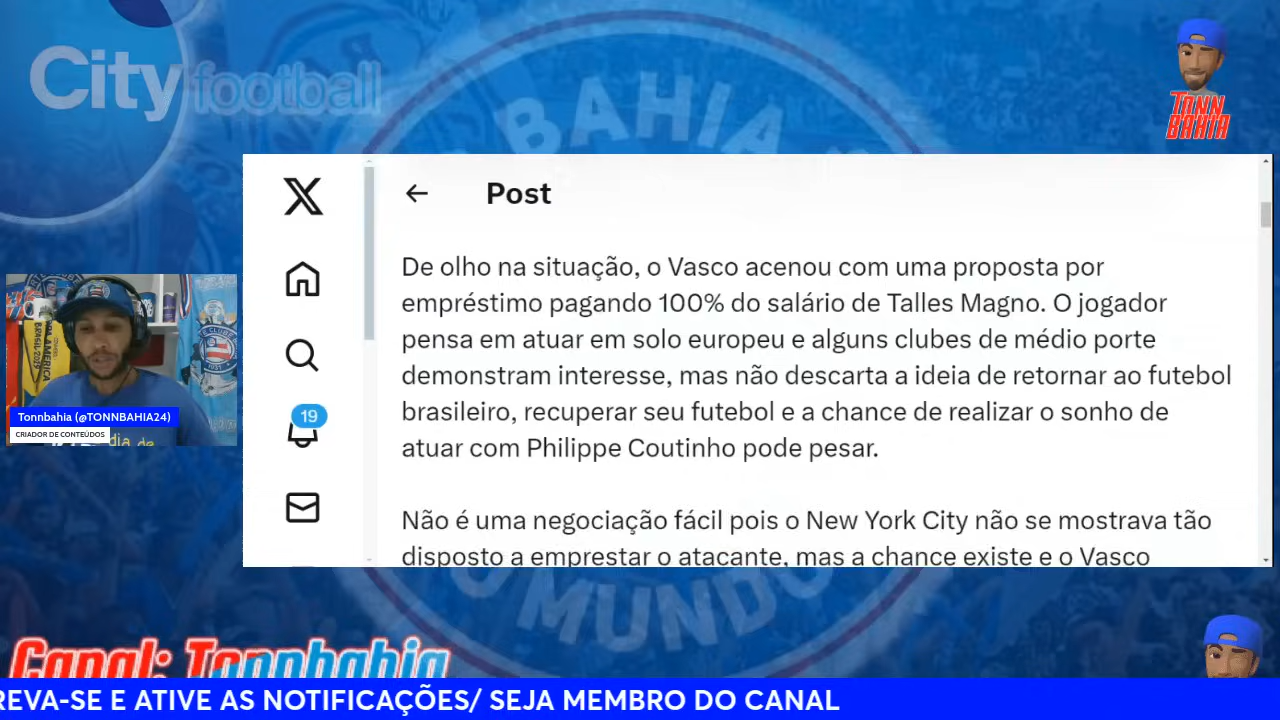 City football
TONN
BAHIA
BAHIA
Post
De olho na situação, o Vasco acenou com uma proposta por
empréstimo pagando 100% do salário de Talles Magno. O jogador
pensa em atuar em solo europeu e alguns clubes de médio porte
demonstram interesse, mas não descarta a ideia de retornar ao futebol
brasileiro, recuperar seu futebol e a chance de realizar o sonho de
atuar com Philippe Coutinho pode pesar.
19
Não é uma negociação fácil pois o New York City não se mostrava tão
disposto a emprestar o atacante, mas a chance existe e o Vasco
Tonnbahia (@TONNBAHIA24)
CRIADOR DE CONTEÚDOS
dia de
BRASIL 2019
O MUNDO
Canal: Tonnbahia
REVA-SE E ATIVE AS NOTIFICAÇÕES/ SEJA MEMBRO DO CANAL